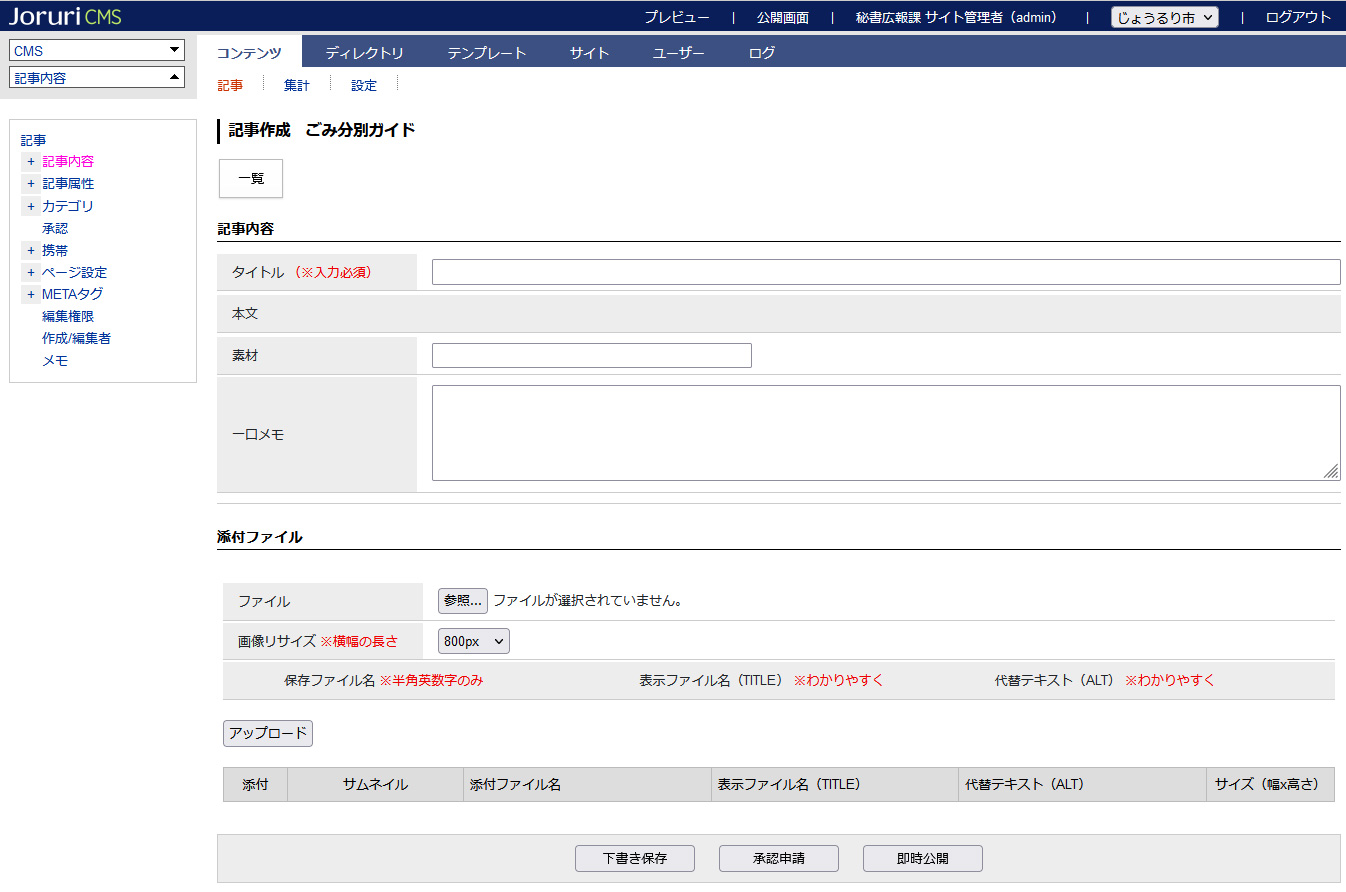 Joruri CMS
プレビュー | 公開画面 | 秘書広報課 サイト管理者（admin） | じょうるり市 | ログアウト
CMS
記事内容
コンテンツ ディレクトリ テンプレート サイト ユーザー ログ
記事 集計 設定
記事
+ 記事内容
+ 記事属性
+ カテゴリ
承認
+ 携帯
+ ページ設定
+ METAタグ
編集権限
作成/編集者
メモ
記事作成 ごみ分別ガイド
一覧
記事内容
タイトル （※入力必須）
本文
素材
一口メモ
添付ファイル
ファイル 参照... ファイルが選択されていません。
画像リサイズ ※横幅の長さ 800px
保存ファイル名 ※半角英数字のみ 表示ファイル名（TITLE） ※わかりやすく 代替テキスト（ALT） ※わかりやすく
アップロード
添付 サムネイル 添付ファイル名 表示ファイル名（TITLE） 代替テキスト（ALT） サイズ（幅x高さ）
下書き保存 承認申請 即時公開